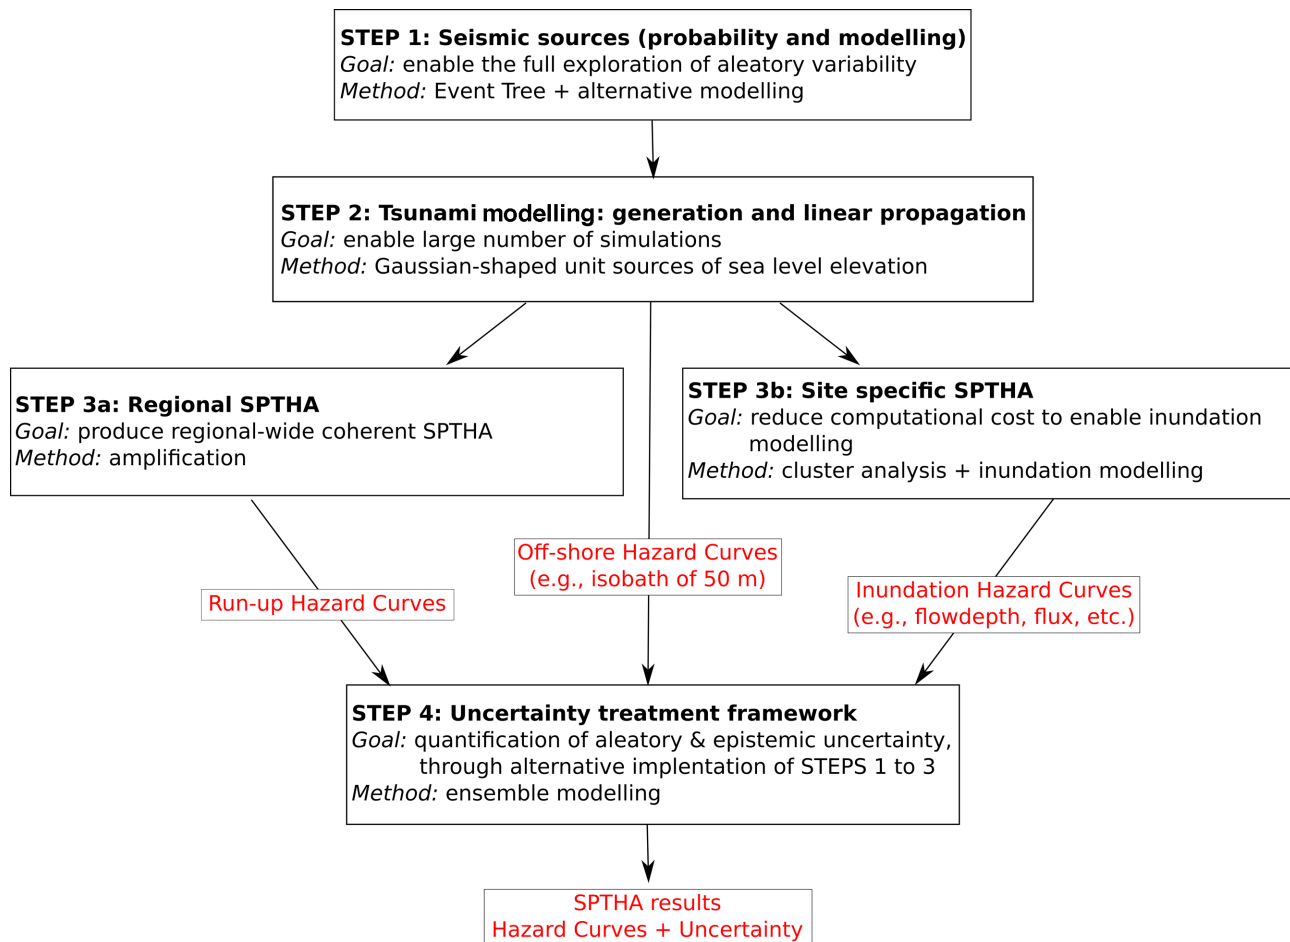 STEP 1: Seismic sources (probability and modelling)
Goal: enable the full exploration of aleatory variability
Method: Event Tree + alternative modelling
STEP 2: Tsunami modelling: generation and linear propagation
Goal: enable large number of simulations
Method: Gaussian-shaped unit sources of sea level elevation
STEP 3a: Regional SPTHA
Goal: produce regional-wide coherent SPTHA
Method: amplification
STEP 3b: Site specific SPTHA
Goal: reduce computational cost to enable inundation
modelling
Method: cluster analysis + inundation modelling
Run-up Hazard Curves
Off-shore Hazard Curves
(e.g., isobath of 50 m)
Inundation Hazard Curves
(e.g., flowdepth, flux, etc.)
STEP 4: Uncertainty treatment framework
Goal: quantification of aleatory & epistemic uncertainty,
through alternative implentation of STEPS 1 to 3
Method: ensemble modelling
SPTHA results
Hazard Curves + Uncertainty